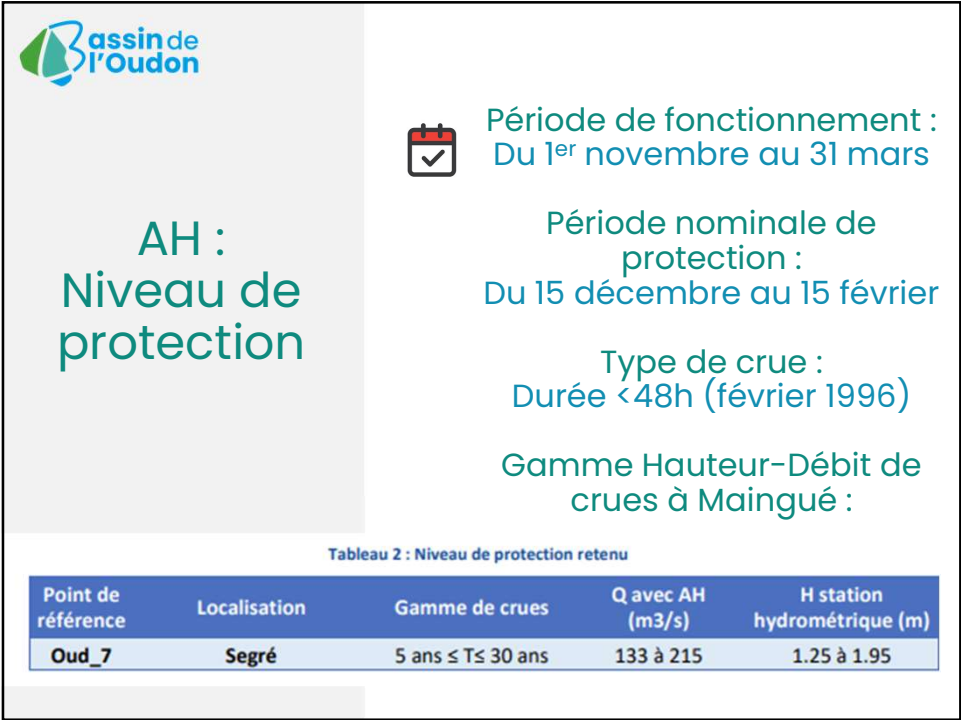 Bassin de
l'Oudon
AH :
Niveau de
protection
Période de fonctionnement :
Du 1er novembre au 31 mars
Période nominale de
protection :
Du 15 décembre au 15 février
Type de crue :
Durée <48h (février 1996)
Gamme Hauteur-Débit de
crues à Maingué :
Tableau 2 : Niveau de protection retenu
Point de référence Localisation Gamme de crues Q avec AH (m3/s) H station hydrométrique (m)
Oud_7 Segré 5 ans ≤ T≤ 30 ans 133 à 215 1.25 à 1.95